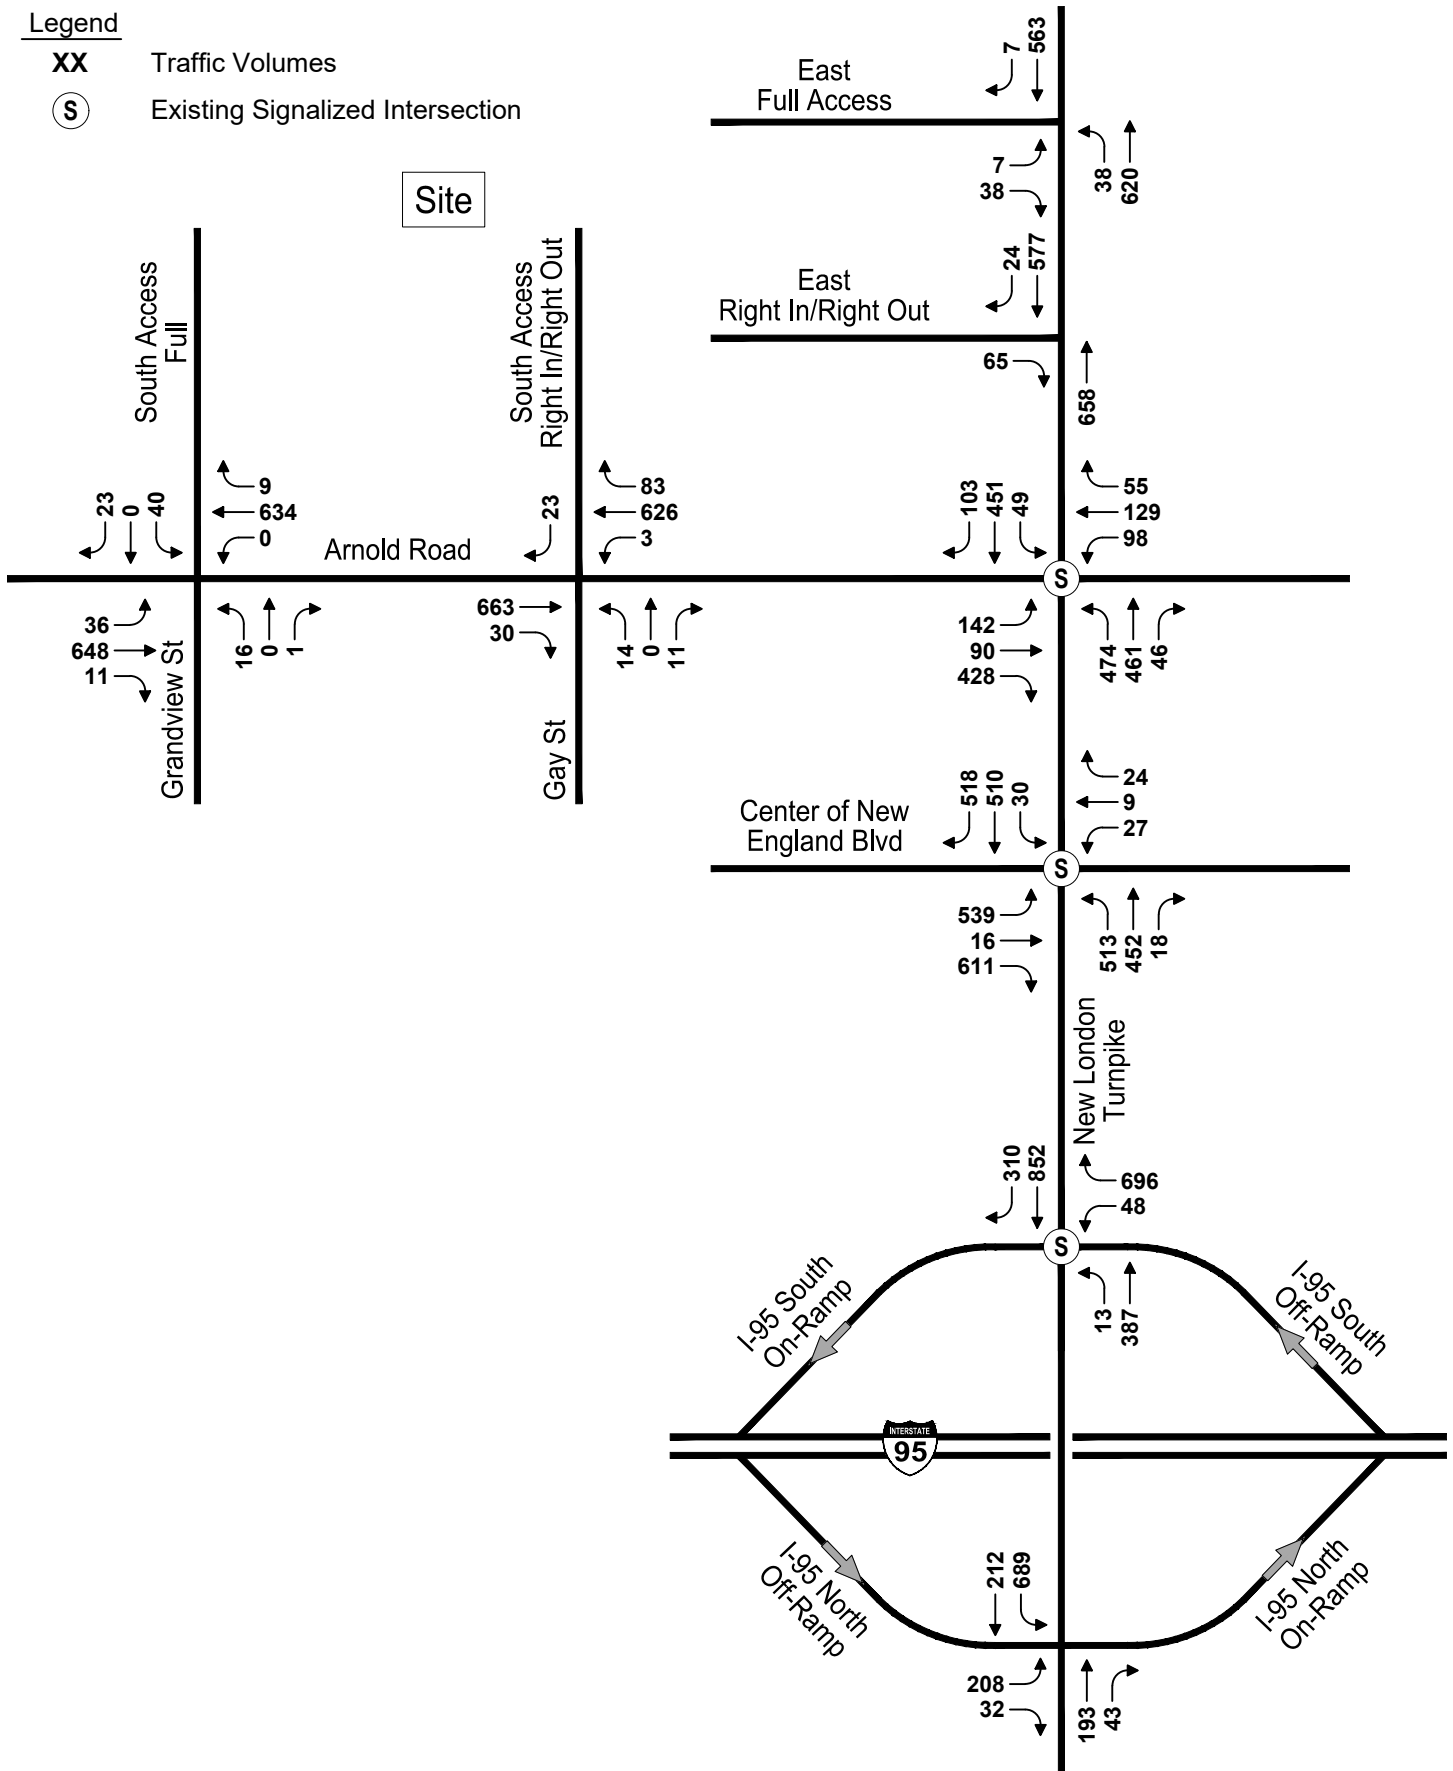 Legend
XX Traffic Volumes
S Existing Signalized Intersection
Site
East
Full Access
7
563
7
38
38
620
East
Right In/Right Out
24
577
65
658
South Access
Full
23
0
40
9
634
0
36
648
11
16
0
1
Grandview St
Arnold Road
South Access
Right In/Right Out
23
83
626
3
663
30
14
0
11
Gay St
103
451
49
55
129
98
S
142
90
428
474
461
46
Center of New
England Blvd
518
510
30
24
9
27
S
539
16
611
513
452
18
New London
Turnpike
310
852
696
48
S
13
387
I-95 South
On-Ramp
I-95 South
Off-Ramp
INTERSTATE
95
I-95 North
Off-Ramp
I-95 North
On-Ramp
212
689
208
32
193
43